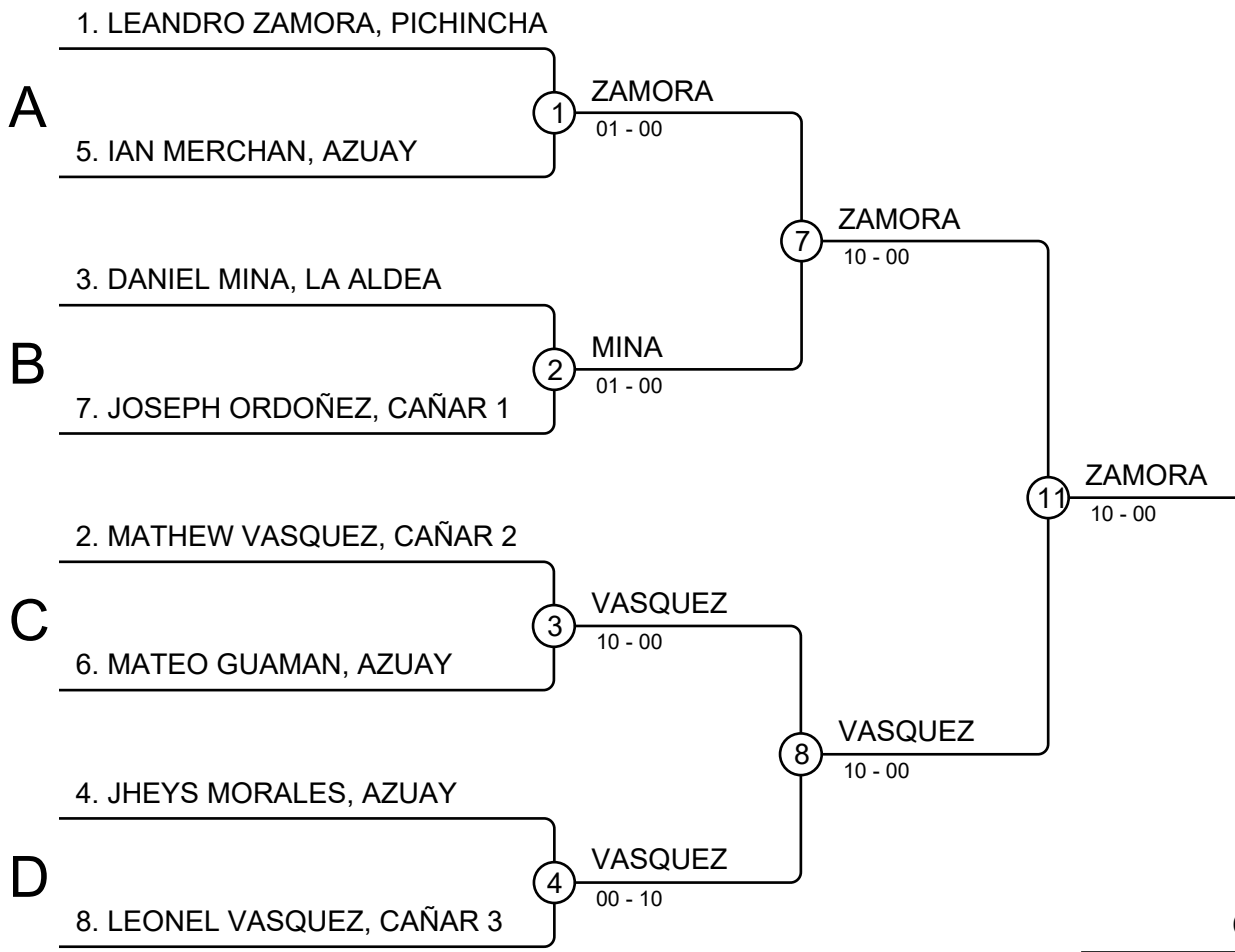 1. LEANDRO ZAMORA, PICHINCHA
A
1
ZAMORA
01 - 00
5. IAN MERCHAN, AZUAY
7
ZAMORA
10 - 00
3. DANIEL MINA, LA ALDEA
B
2
MINA
01 - 00
7. JOSEPH ORDOÑEZ, CAÑAR 1
11
ZAMORA
10 - 00
2. MATHEW VASQUEZ, CAÑAR 2
C
3
VASQUEZ
10 - 00
6. MATEO GUAMAN, AZUAY
8
VASQUEZ
10 - 00
4. JHEYS MORALES, AZUAY
D
4
VASQUEZ
00 - 10
8. LEONEL VASQUEZ, CAÑAR 3